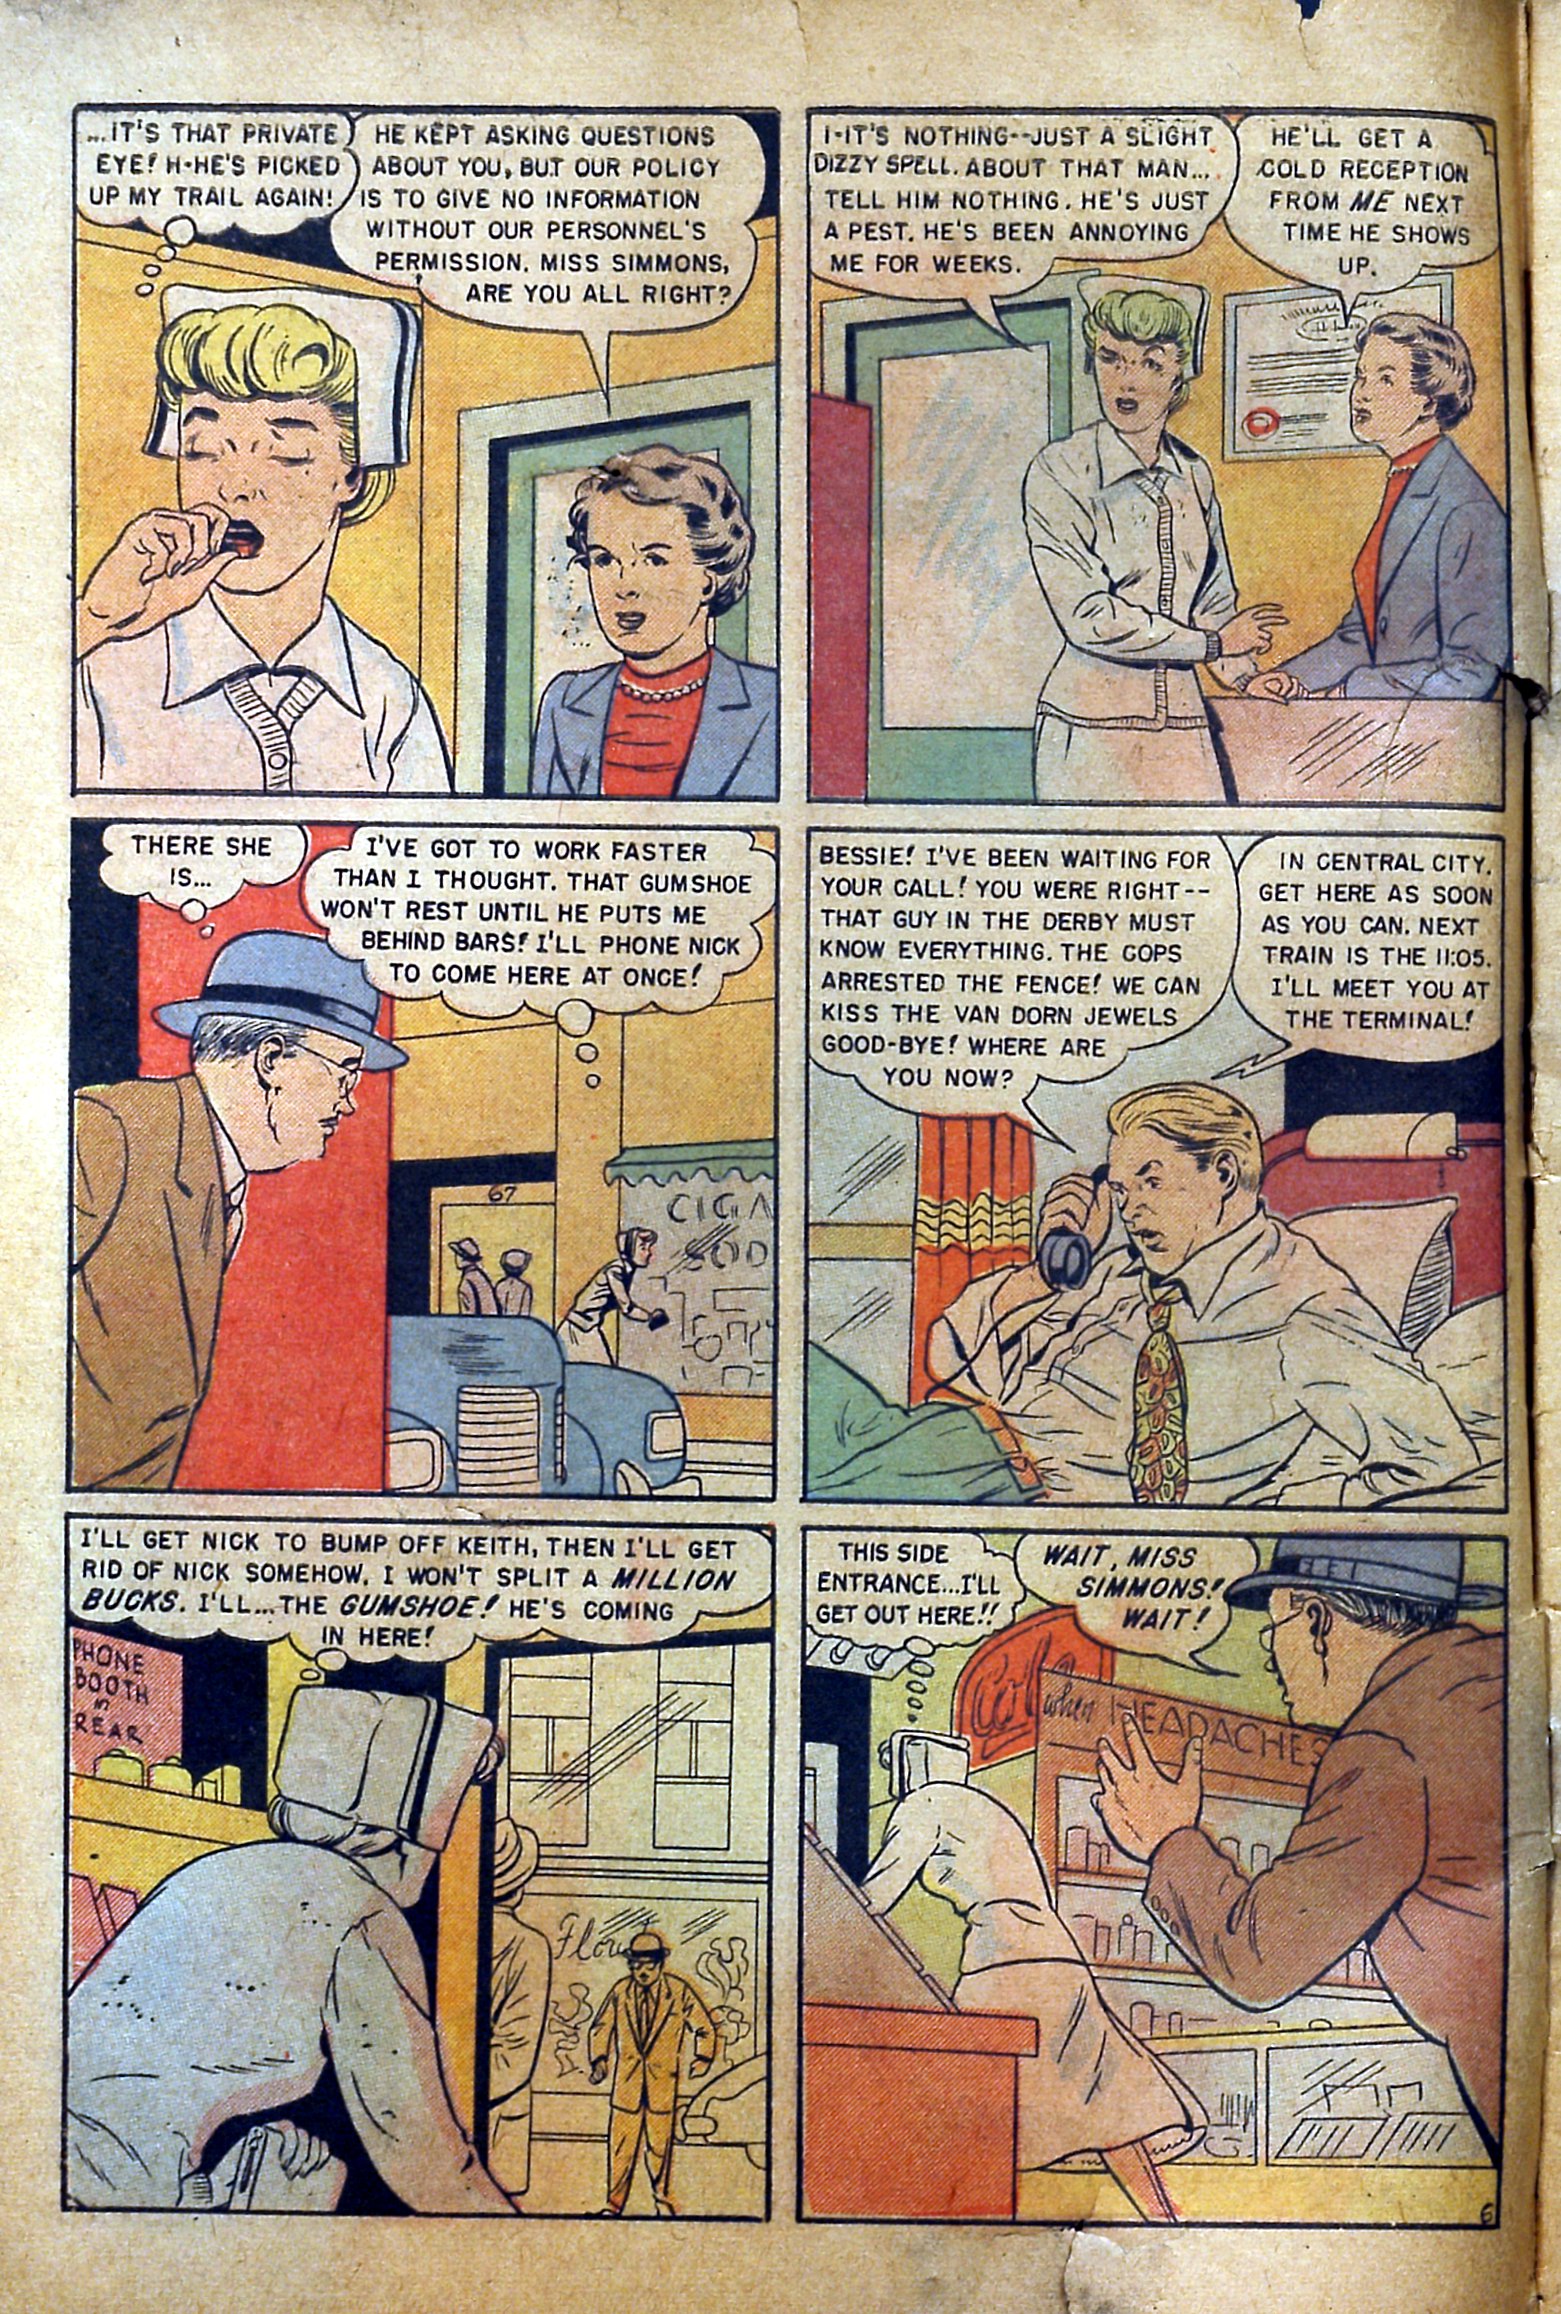 ...IT'S THAT PRIVATE
EYE! H-HE'S PICKED
UP MY TRAIL AGAIN!
HE KEPT ASKING QUESTIONS
ABOUT YOU, BUT OUR POLICY
IS TO GIVE NO INFORMATION
WITHOUT OUR PERSONNEL'S
PERMISSION. MISS SIMMONS,
ARE YOU ALL RIGHT?
I-IT'S NOTHING--JUST A SLIGHT
DIZZY SPELL. ABOUT THAT MAN...
TELL HIM NOTHING. HE'S JUST
A PEST. HE'S BEEN ANNOYING
ME FOR WEEKS.
HE'LL GET A
COLD RECEPTION
FROM ME NEXT
TIME HE SHOWS
UP.
THERE SHE
IS...
I'VE GOT TO WORK FASTER
THAN I THOUGHT. THAT GUMSHOE
WON'T REST UNTIL HE PUTS ME
BEHIND BARS! I'LL PHONE NICK
TO COME HERE AT ONCE!
67
CIGA
SOD
BESSIE! I'VE BEEN WAITING FOR
YOUR CALL! YOU WERE RIGHT--
THAT GUY IN THE DERBY MUST
KNOW EVERYTHING. THE COPS
ARRESTED THE FENCE! WE CAN
KISS THE VAN DORN JEWELS
GOOD-BYE! WHERE ARE
YOU NOW?
IN CENTRAL CITY.
GET HERE AS SOON
AS YOU CAN. NEXT
TRAIN IS THE 11:05.
I'LL MEET YOU AT
THE TERMINAL!
I'LL GET NICK TO BUMP OFF KEITH, THEN I'LL GET
RID OF NICK SOMEHOW. I WON'T SPLIT A MILLION
BUCKS. I'LL...THE GUMSHOE! HE'S COMING
IN HERE!
PHONE
BOOTH
IN
REAR
Flow
THIS SIDE
ENTRANCE...I'LL
GET OUT HERE!!
WAIT, MISS
SIMMONS!
WAIT!
when HEADACHES
6